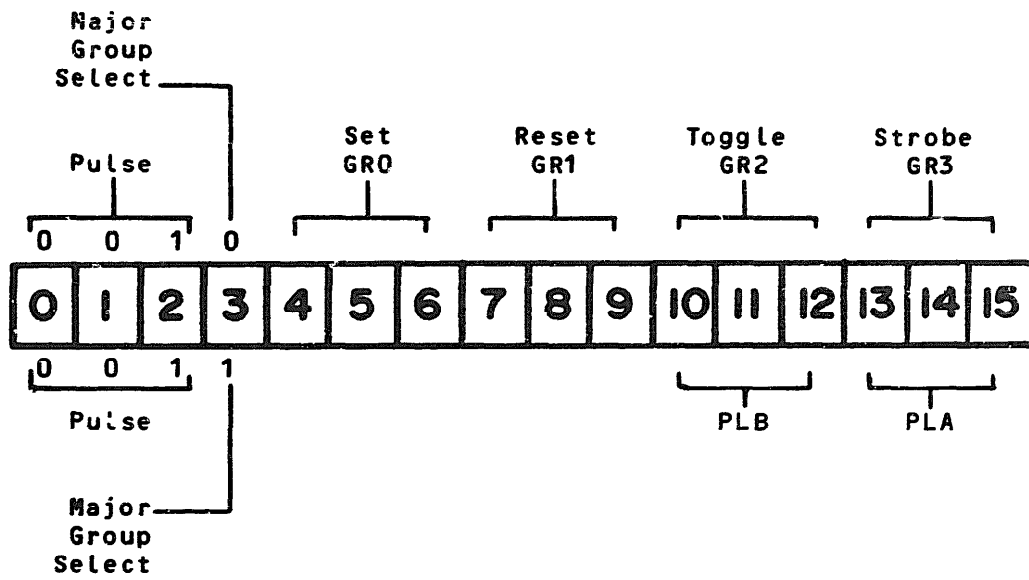 Major
Group
Select
Pulse
Set
GR0
Reset
GR1
Toggle
GR2
Strobe
GR3
0 0 1 0
0 1 2 3 4 5 6 7 8 9 10 11 12 13 14 15
0 0 1 1
Pulse
PLB
PLA
Major
Group
Select